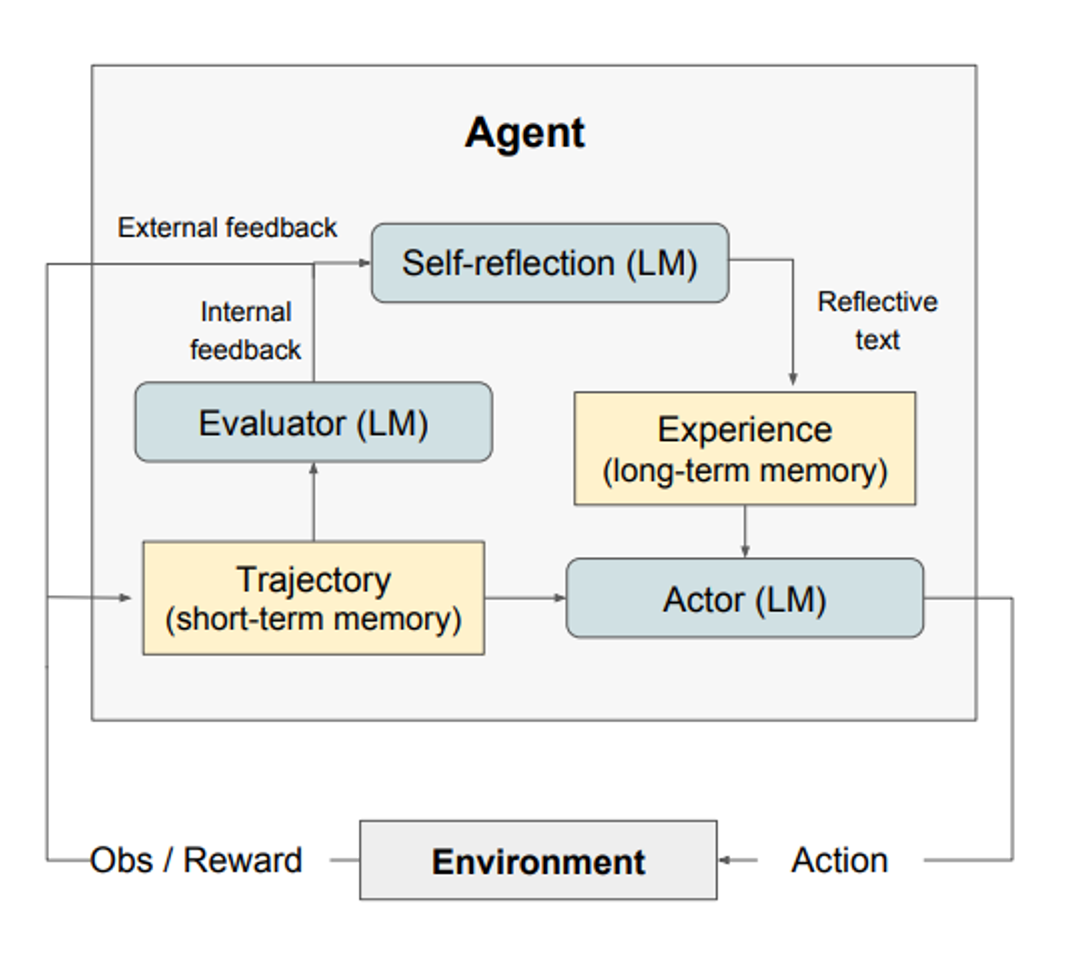 Agent
External feedback
Self-reflection (LM)
Internal
feedback
Reflective
text
Evaluator (LM)
Experience
(long-term memory)
Trajectory
(short-term memory)
Actor (LM)
Obs / Reward
Environment
Action